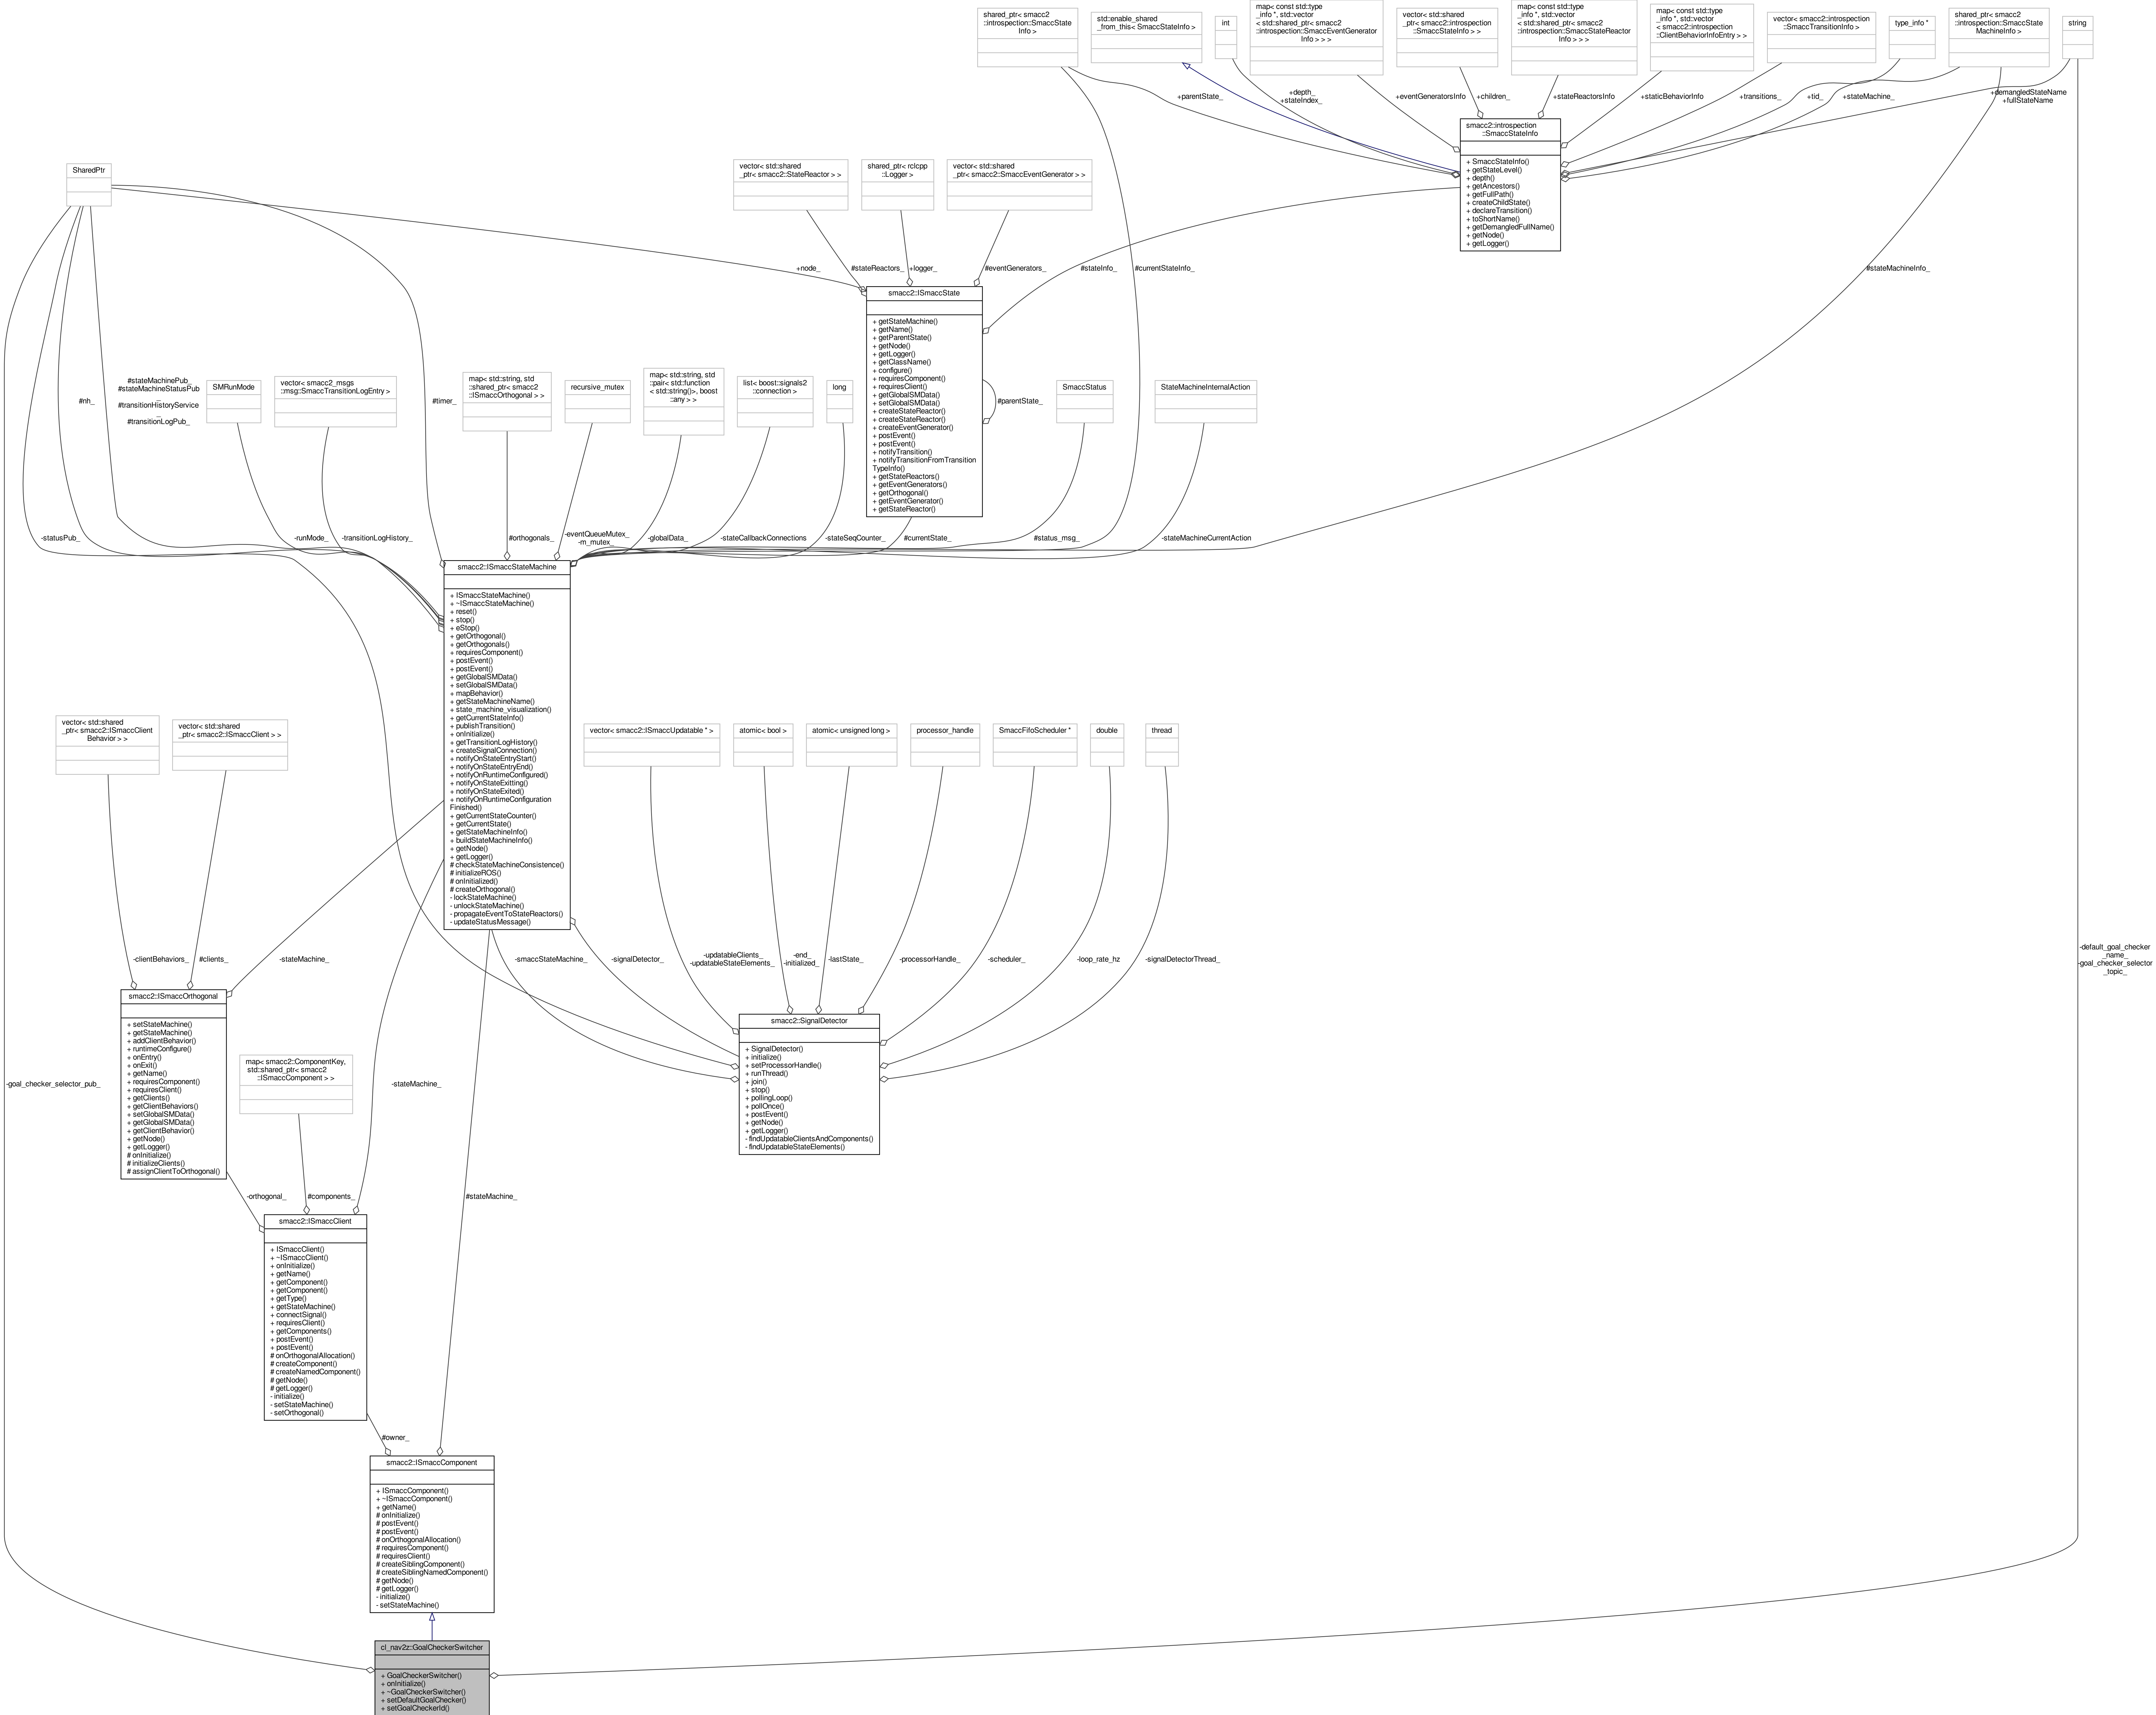 shared_ptr< smacc2
::introspection::SmaccState
Info >
std::enable_shared
_from_this< SmaccStateInfo >
int
map< const std::type
_info *, std::vector
< std::shared_ptr< smacc2
::introspection::SmaccEventGenerator
Info > > >
vector< std::shared
_ptr< smacc2::introspection
::SmaccStateInfo > >
map< const std::type
_info *, std::vector
< std::shared_ptr< smacc2
::introspection::SmaccStateReactor
Info > > >
map< const std::type
_info *, std::vector
< smacc2::introspection
::ClientBehaviorInfoEntry > >
vector< smacc2::introspection
::SmaccTransitionInfo >
type_info *
shared_ptr< smacc2
::introspection::SmaccState
MachineInfo >
string
+parentState_
+depth_
+stateIndex_
+eventGeneratorsInfo
+children_
+stateReactorsInfo
+staticBehaviorInfo
+transitions_
+tid_
+stateMachine_
+demangledStateName
+fullStateName
smacc2::introspection
::SmaccStateInfo
+ SmaccStateInfo()
+ getStateLevel()
+ depth()
+ getAncestors()
+ getFullPath()
+ createChildState()
+ declareTransition()
+ toShortName()
+ getDemangledFullName()
+ getNode()
+ getLogger()
SharedPtr
vector< std::shared
_ptr< smacc2::StateReactor > >
shared_ptr< rclcpp
::Logger >
vector< std::shared
_ptr< smacc2::SmaccEventGenerator > >
+node_
#stateReactors_
+logger_
#eventGenerators_
#stateInfo_
#currentStateInfo_
#stateMachineInfo_
smacc2::ISmaccState
+ getStateMachine()
+ getName()
+ getParentState()
+ getNode()
+ getLogger()
+ getClassName()
+ configure()
+ requiresComponent()
+ requiresClient()
+ getGlobalSMData()
+ setGlobalSMData()
+ createStateReactor()
+ createStateReactor()
+ createEventGenerator()
+ postEvent()
+ postEvent()
+ notifyTransition()
+ notifyTransitionFromTransition
TypeInfo()
+ getStateReactors()
+ getEventGenerators()
+ getOrthogonal()
+ getEventGenerator()
+ getStateReactor()
#parentState_
#nh_
#stateMachinePub_
#stateMachineStatusPub
_
#transitionHistoryService
_
#transitionLogPub_
SMRunMode
vector< smacc2_msgs
::msg::SmaccTransitionLogEntry >
#timer_
map< std::string, std
::shared_ptr< smacc2
::ISmaccOrthogonal > >
recursive_mutex
map< std::string, std
::pair< std::function
< std::string()>, boost
::any > >
list< boost::signals2
::connection >
long
SmaccStatus
StateMachineInternalAction
-statusPub_
-runMode_
-transitionLogHistory_
#orthogonals_
-eventQueueMutex_
-m_mutex_
-globalData_
-stateCallbackConnections
-stateSeqCounter_
#currentState_
#status_msg_
-stateMachineCurrentAction
smacc2::ISmaccStateMachine
+ ISmaccStateMachine()
+ ~ISmaccStateMachine()
+ reset()
+ stop()
+ eStop()
+ getOrthogonal()
+ getOrthogonals()
+ requiresComponent()
+ postEvent()
+ postEvent()
+ getGlobalSMData()
+ setGlobalSMData()
+ mapBehavior()
+ getStateMachineName()
+ state_machine_visualization()
+ getCurrentStateInfo()
+ publishTransition()
+ onInitialize()
+ getTransitionLogHistory()
+ createSignalConnection()
+ notifyOnStateEntryStart()
+ notifyOnStateEntryEnd()
+ notifyOnRuntimeConfigured()
+ notifyOnStateExitting()
+ notifyOnStateExited()
+ notifyOnRuntimeConfiguration
Finished()
+ getCurrentStateCounter()
+ getCurrentState()
+ getStateMachineInfo()
+ buildStateMachineInfo()
+ getNode()
+ getLogger()
# checkStateMachineConsistence()
# initializeROS()
# onInitialized()
# createOrthogonal()
- lockStateMachine()
- unlockStateMachine()
- propagateEventToStateReactors()
- updateStatusMessage()
vector< std::shared
_ptr< smacc2::ISmaccClient
Behavior > >
vector< std::shared
_ptr< smacc2::ISmaccClient > >
vector< smacc2::ISmaccUpdatable * >
atomic< bool >
atomic< unsigned long >
processor_handle
SmaccFifoScheduler *
double
thread
-clientBehaviors_
#clients_
-stateMachine_
-smaccStateMachine_
-signalDetector_
-updatableClients_
-updatableStateElements_
-end_
-initialized_
-lastState_
-processorHandle_
-scheduler_
-loop_rate_hz
-signalDetectorThread_
-default_goal_checker
_name_
-goal_checker_selector
_topic_
smacc2::ISmaccOrthogonal
+ setStateMachine()
+ getStateMachine()
+ addClientBehavior()
+ runtimeConfigure()
+ onEntry()
+ onExit()
+ getName()
+ requiresComponent()
+ requiresClient()
+ getClients()
+ getClientBehaviors()
+ setGlobalSMData()
+ getGlobalSMData()
+ getClientBehavior()
+ getNode()
+ getLogger()
# onInitialize()
# initializeClients()
# assignClientToOrthogonal()
smacc2::SignalDetector
+ SignalDetector()
+ initialize()
+ setProcessorHandle()
+ runThread()
+ join()
+ stop()
+ pollingLoop()
+ pollOnce()
+ postEvent()
+ getNode()
+ getLogger()
- findUpdatableClientsAndComponents()
- findUpdatableStateElements()
map< smacc2::ComponentKey,
std::shared_ptr< smacc2
::ISmaccComponent > >
-goal_checker_selector_pub_
-stateMachine_
-orthogonal_
#components_
#stateMachine_
smacc2::ISmaccClient
+ ISmaccClient()
+ ~ISmaccClient()
+ onInitialize()
+ getName()
+ getComponent()
+ getComponent()
+ getType()
+ getStateMachine()
+ connectSignal()
+ requiresClient()
+ getComponents()
+ postEvent()
+ postEvent()
# onOrthogonalAllocation()
# createComponent()
# createNamedComponent()
# getNode()
# getLogger()
- initialize()
- setStateMachine()
- setOrthogonal()
#owner_
smacc2::ISmaccComponent
+ ISmaccComponent()
+ ~ISmaccComponent()
+ getName()
# onInitialize()
# postEvent()
# postEvent()
# onOrthogonalAllocation()
# requiresComponent()
# requiresClient()
# createSiblingComponent()
# createSiblingNamedComponent()
# getNode()
# getLogger()
- initialize()
- setStateMachine()
cl_nav2z::GoalCheckerSwitcher
+ GoalCheckerSwitcher()
+ onInitialize()
+ ~GoalCheckerSwitcher()
+ setDefaultGoalChecker()
+ setGoalCheckerId()